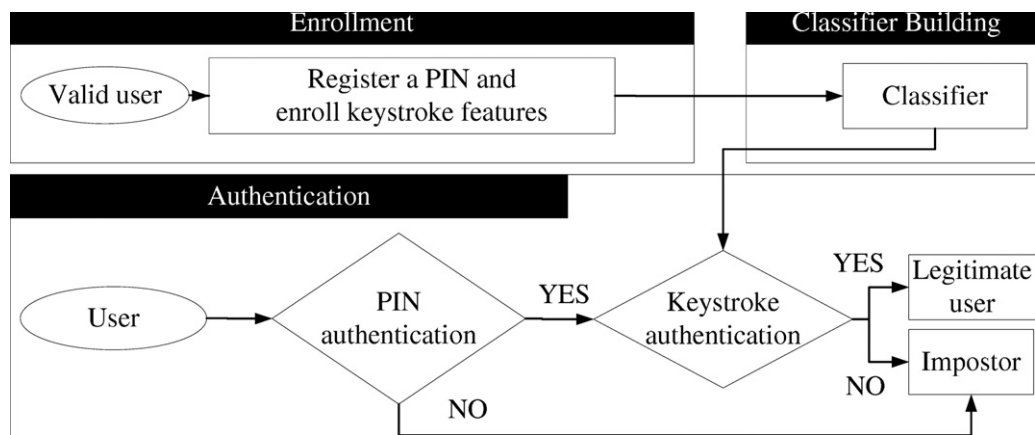 Enrollment
Classifier Building
Valid user
Register a PIN and
enroll keystroke features
Classifier
Authentication
User
PIN
authentication
YES
Keystroke
authentication
YES
Legitimate
user
NO
Impostor
NO